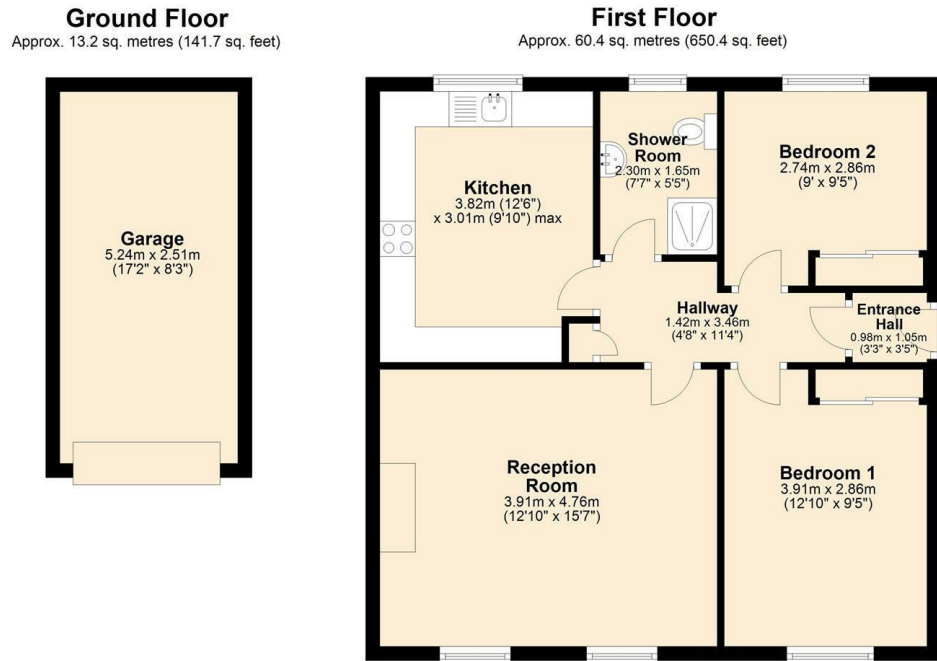 Ground Floor
Approx. 13.2 sq. metres (141.7 sq. feet)
Garage
5.24m x 2.51m
(17'2" x 8'3")
First Floor
Approx. 60.4 sq. metres (650.4 sq. feet)
Kitchen
3.82m (12'6")
x 3.01m (9'10") max
Shower
Room
2.30m x 1.65m
(7'7" x 5'5")
Bedroom 2
2.74m x 2.86m
(9' x 9'5")
Hallway
1.42m x 3.46m
(4'8" x 11'4")
Entrance
Hall
0.98m x 1.05m
(3'3" x 3'5")
Reception
Room
3.91m x 4.76m
(12'10" x 15'7")
Bedroom 1
3.91m x 2.86m
(12'10" x 9'5")